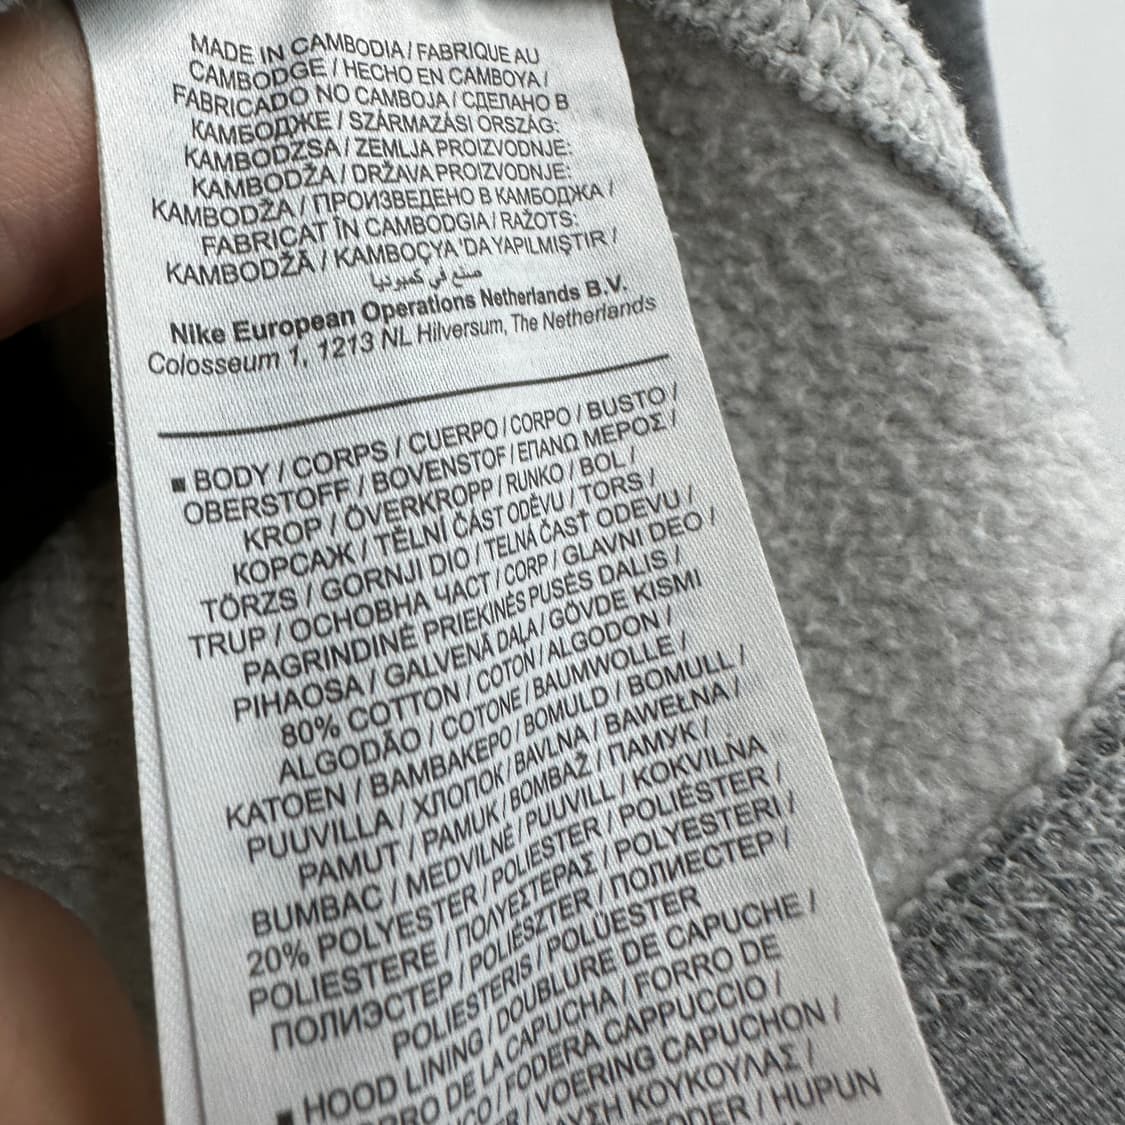 MADE IN CAMBODIA / FABRIQUE AU
CAMBODGE / HECHO EN CAMBOYA /
FABRICADO NO CAMBOJA / СДЕЛАНО В
КАМБОДЖЕ / SZÁRMAZÁSI ORSZÁG:
KAMBODZSA / ZEMLJA PROIZVODNJE:
KAMBODŽA / DRŽAVA PROIZVODNJE:
KAMBODŽA / ПРОИЗВЕДЕНО В КАМБОДЖА /
FABRICAT ÎN CAMBODGIA / RAŽOTS:
KAMBODŽĀ / KAMBOÇYA 'DA YAPILMIŞTIR /
صنع في كمبوديا
Nike European Operations Netherlands B.V.
Colosseum 1, 1213 NL Hilversum, The Netherlands
■ BODY / CORPS / CUERPO / CORPO / BUSTO /
OBERSTOFF / BOVENSTOF / ΕΠΑΝΩ ΜΕΡΟΣ /
KROP / ÖVERKROPP / RUNKO / BOL /
КОРСАЖ / TĚLNÍ ČÁST ODĚVU / TORS /
TÖRZS / GORNJI DIO / TELNÁ ČASŤ ODEVU /
TRUP / ОСНОВНА ЧАСТ / CORP / GLAVNI DEO /
PAGRINDINĖ PRIEKINĖS PUSĖS DALIS /
PIHAOSA / GALVENĀ DAĻA / GÖVDE KISMI
80% COTTON / COTON / ALGODON /
ALGODÃO / COTONE / BAUMWOLLE /
KATOEN / ΒΑΜΒΑΚΕΡΟ / BOMULD / BOMULL /
PUUVILLA / ХЛОПОК / BAVLNA / BAWEŁNA /
PAMUT / PAMUK / BOMBAŽ / ПАМУК /
BUMBAC / MEDVILNĖ / PUUVILL / KOKVILNA
20% POLYESTER / POLIESTER / POLIÉSTER /
POLIESTERE / ΠΟΛΥΕΣΤΕΡΑΣ / POLYESTERI /
ПОЛИЭСТЕР / POLIÉSZTER / ПОЛИЕСТЕР /
POLIESTERIS / POLÜESTER
■ HOOD LINING / DOUBLURE DE CAPUCHE /
DE LA CAPUCHA / FORRO DE
FODERA CAPPUCCIO /
VOERING CAPUCHON /
ΚΟΥΚΟΥΛΑΣ /
HUPUN